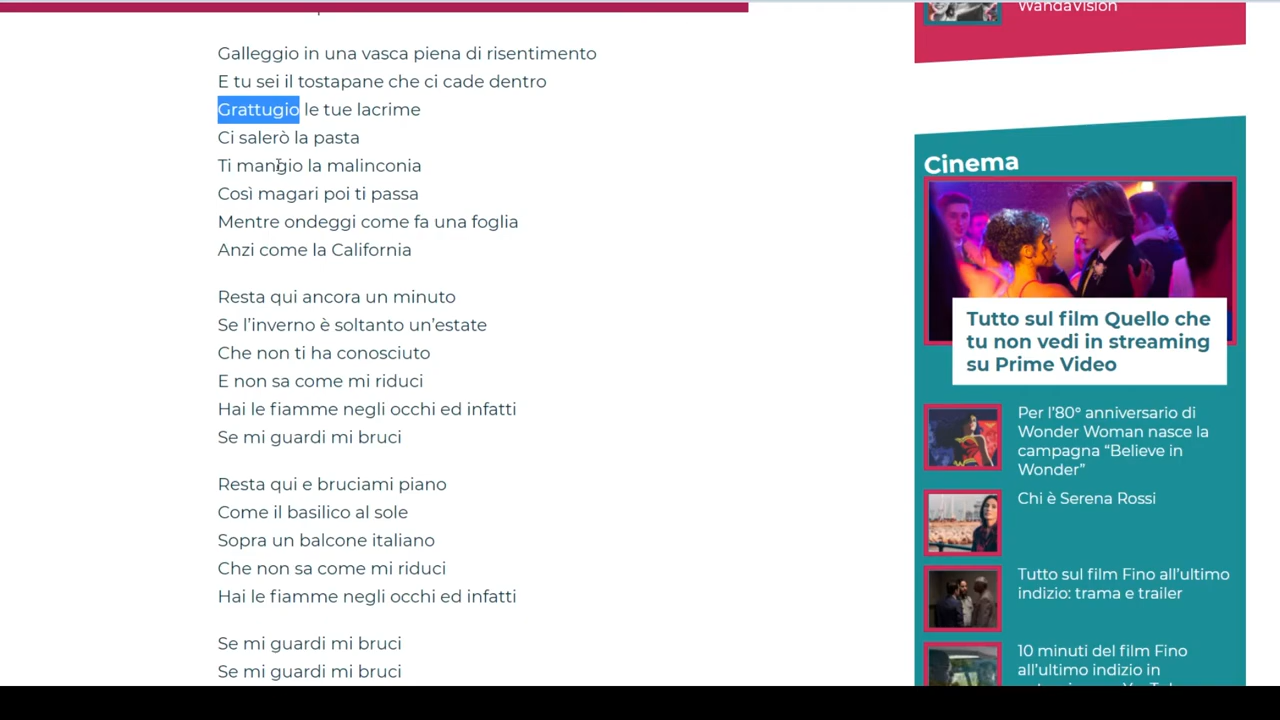 WandaVision
Galleggio in una vasca piena di risentimento
E tu sei il tostapane che ci cade dentro
Grattugio le tue lacrime
Ci salerò la pasta
Ti mangio la malinconia
Così magari poi ti passa
Mentre ondeggi come fa una foglia
Anzi come la California
Resta qui ancora un minuto
Se l’inverno è soltanto un’estate
Che non ti ha conosciuto
E non sa come mi riduci
Hai le fiamme negli occhi ed infatti
Se mi guardi mi bruci
Resta qui e bruciami piano
Come il basilico al sole
Sopra un balcone italiano
Che non sa come mi riduci
Hai le fiamme negli occhi ed infatti
Se mi guardi mi bruci
Se mi guardi mi bruci
Cinema
Tutto sul film Quello che
tu non vedi in streaming
su Prime Video
Per l’80° anniversario di
Wonder Woman nasce la
campagna “Believe in
Wonder”
Chi è Serena Rossi
Tutto sul film Fino all’ultimo
indizio: trama e trailer
10 minuti del film Fino
all’ultimo indizio in